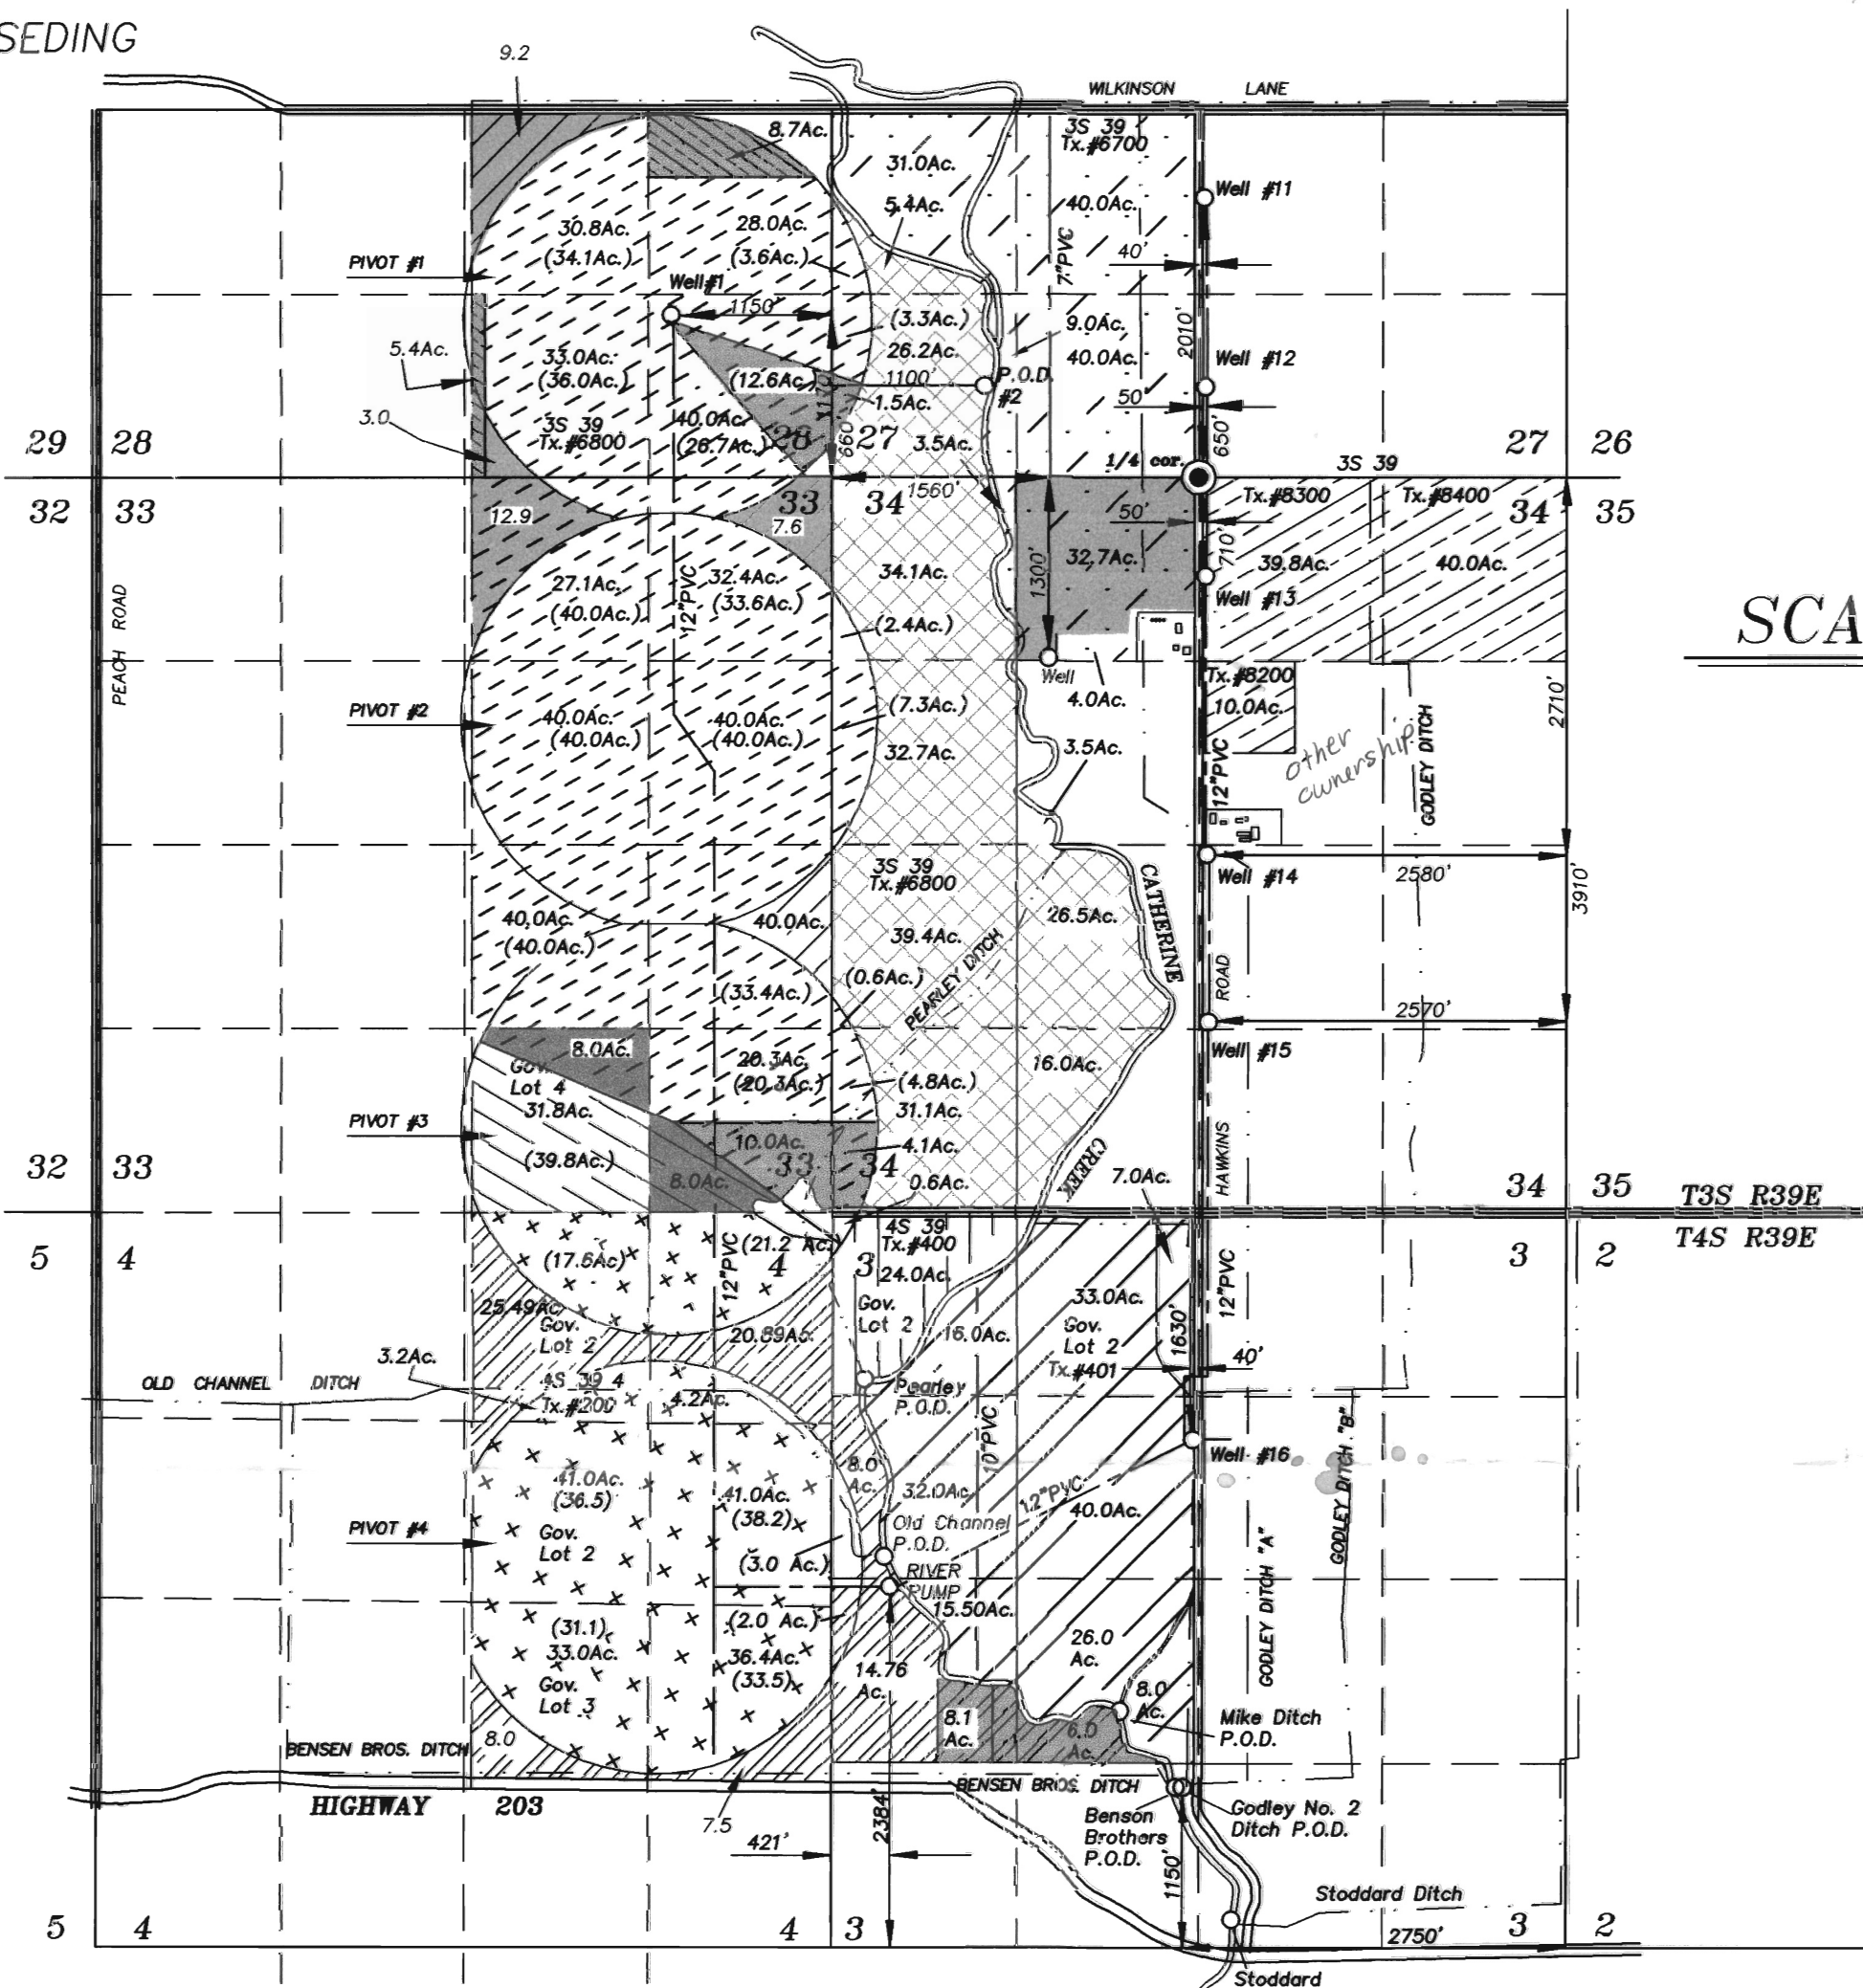 SEDING
9.2
WILKINSON LANE
8.7Ac.
3S 39
Tx.#6700
31.0Ac.
Well #11
5.4Ac.
40.0Ac.
30.8Ac.
(34.1Ac.)
28.0Ac.
(3.6Ac.)
7"PVC
40'
PIVOT #1
Well#1
1150'
(3.3Ac.)
9.0Ac.
2010'
5.4Ac.
33.0Ac.
(36.0Ac.)
26.2Ac.
40.0Ac.
Well #12
(12.6Ac.)
1100'
P.O.D.
#2
50'
1.5Ac.
3.0
3S 39
Tx.#6800
40.0Ac.
(26.7Ac.)
660'
3.5Ac.
650'
29 28
28 27
27 26
1/4 cor.
3S 39
1560'
32 33
33 34
34 35
12.9
7.6
Tx.#8300
Tx.#8400
50'
710'
1300'
32.7Ac.
39.8Ac.
40.0Ac.
34.1Ac.
27.1Ac.
(40.0Ac.)
12"PVC
32.4Ac.
(33.6Ac.)
Well #13
PEACH ROAD
(2.4Ac.)
SCA
Well
4.0Ac.
Tx.#8200
10.0Ac.
2710'
PIVOT #2
40.0Ac.
(40.0Ac.)
40.0Ac.
(40.0Ac.)
(7.3Ac.)
32.7Ac.
3.5Ac.
other
ownership
12"PVC
GODLEY DITCH
3S 39
Tx.#6800
Well #14
2580'
3910'
CATHERINE
40.0Ac.
(40.0Ac.)
40.0Ac.
39.4Ac.
26.5Ac.
PEARLEY DITCH
(0.6Ac.)
(33.4Ac.)
ROAD
2570'
8.0Ac.
Gov.
Lot 4
31.8Ac.
20.3Ac.
(20.3Ac.)
(4.8Ac.)
31.1Ac.
16.0Ac.
Well #15
PIVOT #3
(39.8Ac.)
10.0Ac.
4.1Ac.
8.0Ac.
0.6Ac.
CREEK
7.0Ac.
HAWKINS
32 33
33 34
34 35
T3S R39E
T4S R39E
5 4
4 3
3 2
(17.6Ac)
12"PVC
(21.2 Ac.)
4S 39
Tx.#400
24.0Ac.
12"PVC
25.49Ac
Gov.
Lot 2
20.89Ac.
Gov.
Lot 2
16.0Ac.
33.0Ac.
Gov.
Lot 2
Tx.#401
1630'
40'
3.2Ac.
OLD CHANNEL DITCH
4S 39 4
Tx.#200
4.2Ac.
Pearley
P.O.D.
10"PVC
Well #16
GODLEY DITCH "B"
41.0Ac.
(36.5)
41.0Ac.
(38.2)
8.0
Ac.
32.0Ac.
12"PVC
40.0Ac.
PIVOT #4
Gov.
Lot 2
Old Channel
P.O.D.
(3.0 Ac.)
RIVER
PUMP
15.50Ac.
GODLEY DITCH "A"
(31.1)
33.0Ac.
Gov.
Lot 3
(2.0 Ac.)
36.4Ac.
(33.5)
14.76
Ac.
26.0
Ac.
8.0
Ac.
8.0
8.1
Ac.
6.0
Ac.
Mike Ditch
P.O.D.
BENSEN BROS. DITCH
BENSEN BROS. DITCH
HIGHWAY 203
7.5
421'
2384'
Benson
Brothers
P.O.D.
Godley No. 2
Ditch P.O.D.
1150'
Stoddard Ditch
5 4
4 3
3 2
2750'
Stoddard